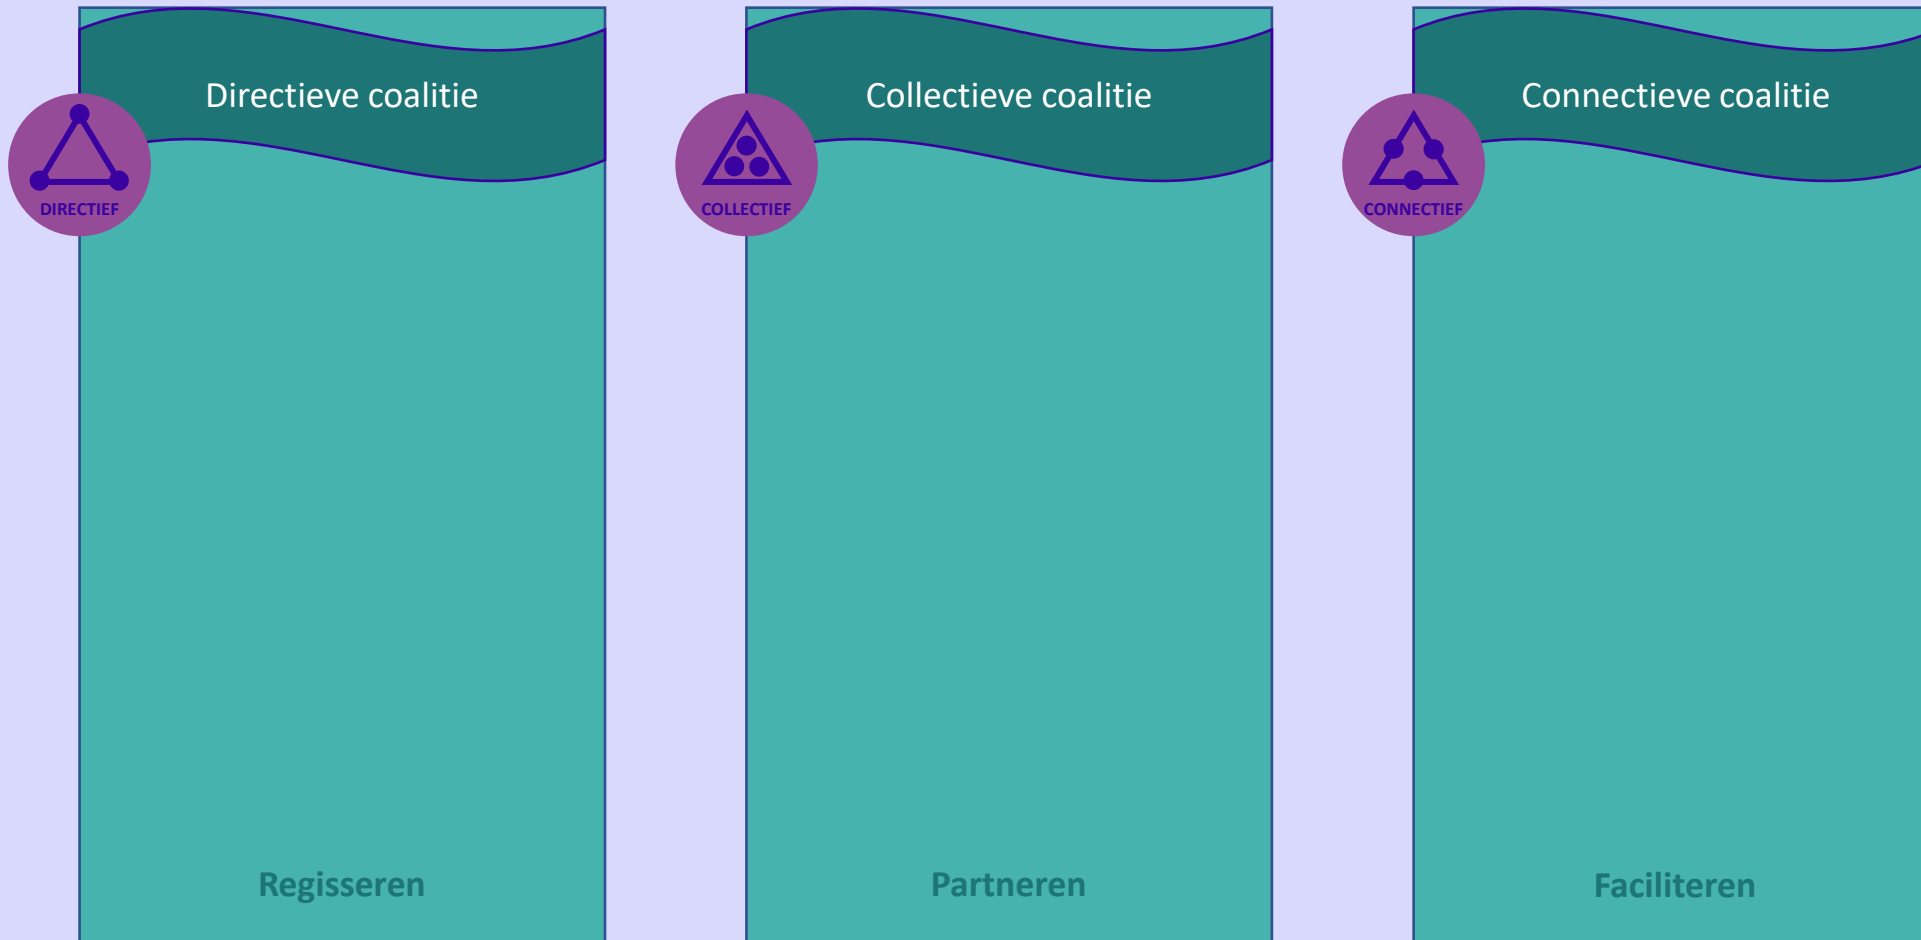 Directieve coalitie
DIRECTIEF
Regisseren
Collectieve coalitie
COLLECTIEF
Partneren
Connectieve coalitie
CONNECTIEF
Faciliteren